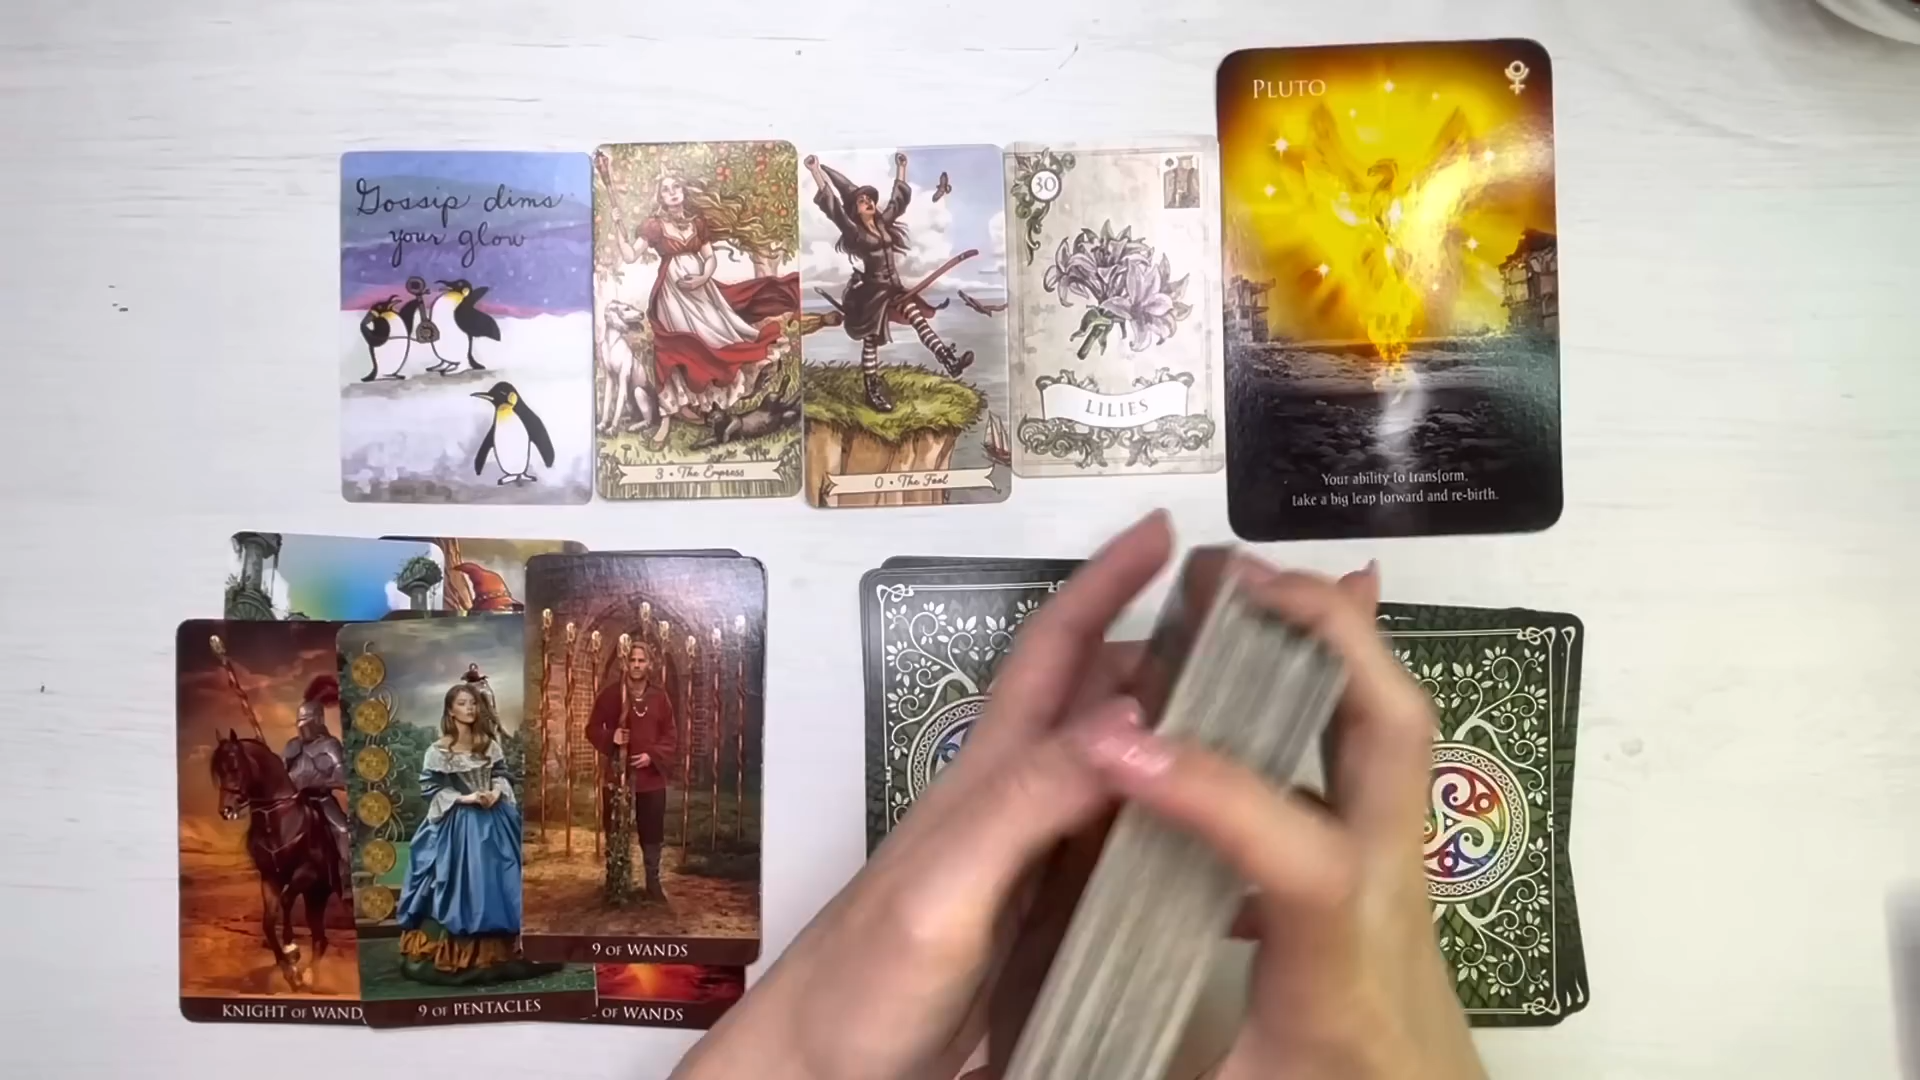 Gossip dims
your glow
3 • The Empress
0 • The Fool
30
LILIES
PLUTO
Your ability to transform,
take a big leap forward and re-birth.
KNIGHT OF WAND
9 OF PENTACLES
9 OF WANDS
OF WANDS